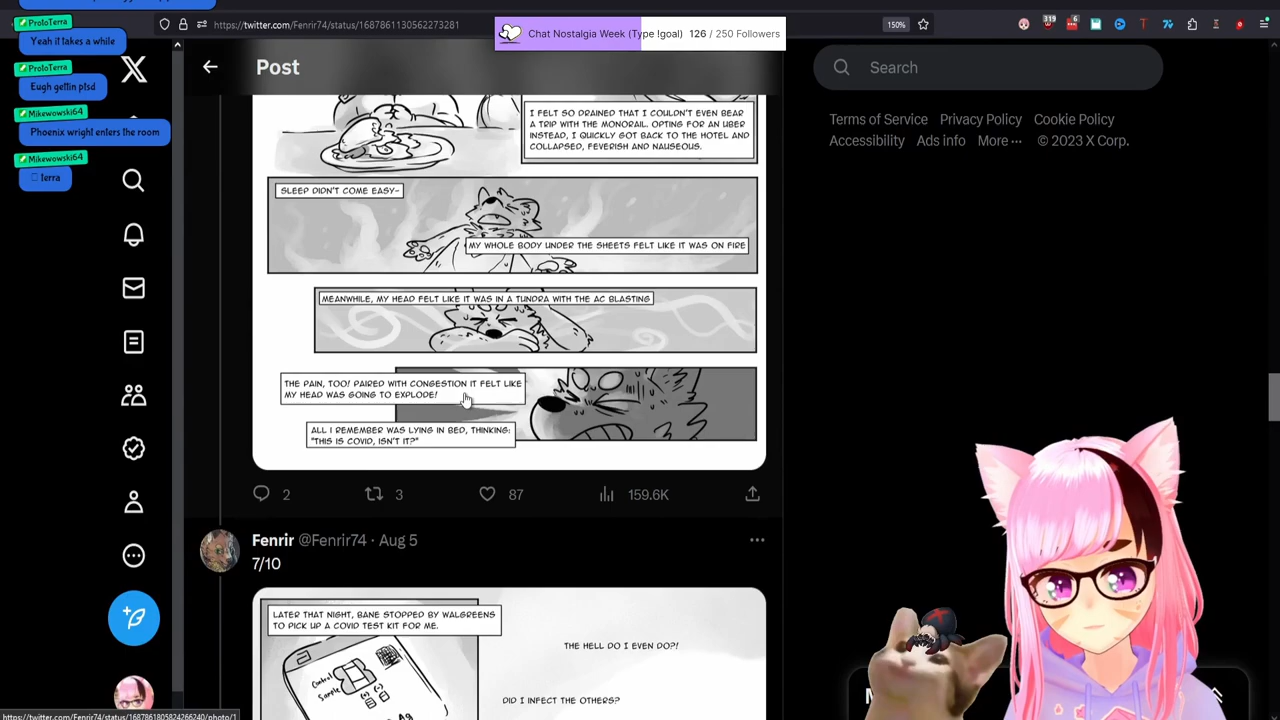 ProloTerra
Yeah it takes a while
ProloTerra
Eugh gettin ptsd
Mikewowski64
Phoenix wright enters the room
Mikewowski64
terra
https://twitter.com/Fenrir74/status/1687861130562273281
150%
319
6
Chat Nostalgia Week (Type !goal) 126 / 250 Followers
Post
Search
Terms of Service Privacy Policy Cookie Policy
Accessibility Ads info More ··· © 2023 X Corp.
I FELT SO DRAINED THAT I COULDN'T EVEN BEAR
A TRIP WITH THE MONORAIL. OPTING FOR AN UBER
INSTEAD, I QUICKLY GOT BACK TO THE HOTEL AND
COLLAPSED, FEVERISH AND NAUSEOUS.
SLEEP DIDN'T COME EASY-
MY WHOLE BODY UNDER THE SHEETS FELT LIKE IT WAS ON FIRE
MEANWHILE, MY HEAD FELT LIKE IT WAS IN A TUNDRA WITH THE AC BLASTING
THE PAIN, TOO! PAIRED WITH CONGESTION IT FELT LIKE
MY HEAD WAS GOING TO EXPLODE!
ALL I REMEMBER WAS LYING IN BED, THINKING:
"THIS IS COVID, ISN'T IT?"
2 3 87 159.6K
Fenrir @Fenrir74 · Aug 5
7/10
LATER THAT NIGHT, BANE STOPPED BY WALGREENS
TO PICK UP A COVID TEST KIT FOR ME.
THE HELL DO I EVEN DO?!
DID I INFECT THE OTHERS?
Control
Sample
Ag
https://twitter.com/Fenrir74/status/1687861805824266240/photo/1